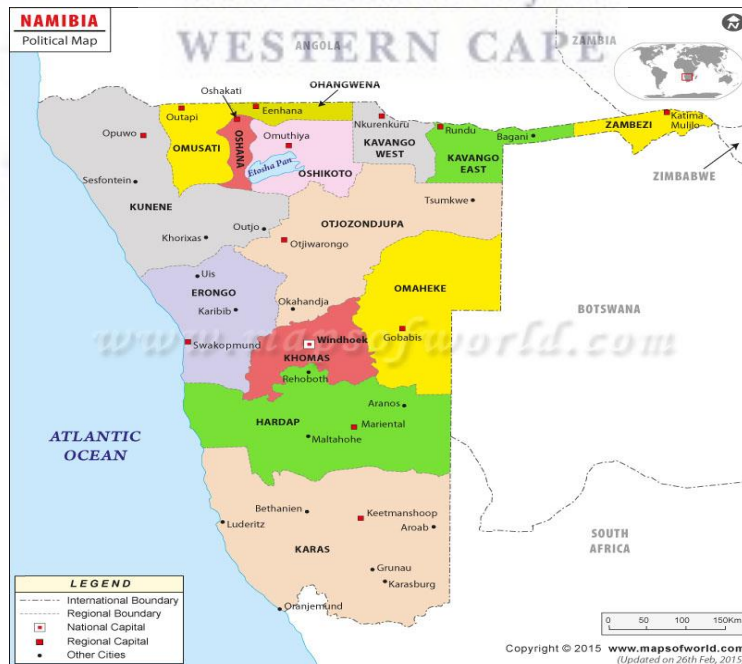 NAMIBIA
Political Map
WESTERN CAPE
ANGOLA
ZAMBIA
N
OHANGWENA
Oshakati
Outapi
Eenhana
Opuwo
OMUSATI
OSHANA
Omuthiya
Etosha Pan
OSHIKOTO
Nkurenkuru
KAVANGO
WEST
Rundu
KAVANGO
EAST
Bagani
ZAMBEZI
Katima
Mulilo
ZIMBABWE
Sesfontein
KUNENE
Tsumkwe
OTJOZONDJUPA
Outjo
Khorixas
Otjiwarongo
Uis
ERONGO
Karibib
Okahandja
OMAHEKE
BOTSWANA
www.mapsofworld.com
Swakopmund
Windhoek
KHOMAS
Gobabis
Rehoboth
Aranos
HARDAP
Mariental
Maltahohe
ATLANTIC
OCEAN
Bethanien
Keetmanshoop
Luderitz
Aroab
KARAS
SOUTH
AFRICA
Grunau
Karasburg
Oranjemund
LEGEND
International Boundary
Regional Boundary
National Capital
Regional Capital
Other Cities
0 50 100 150Km
Copyright © 2015 www.mapsofworld.com
(Updated on 26th Feb, 2015)